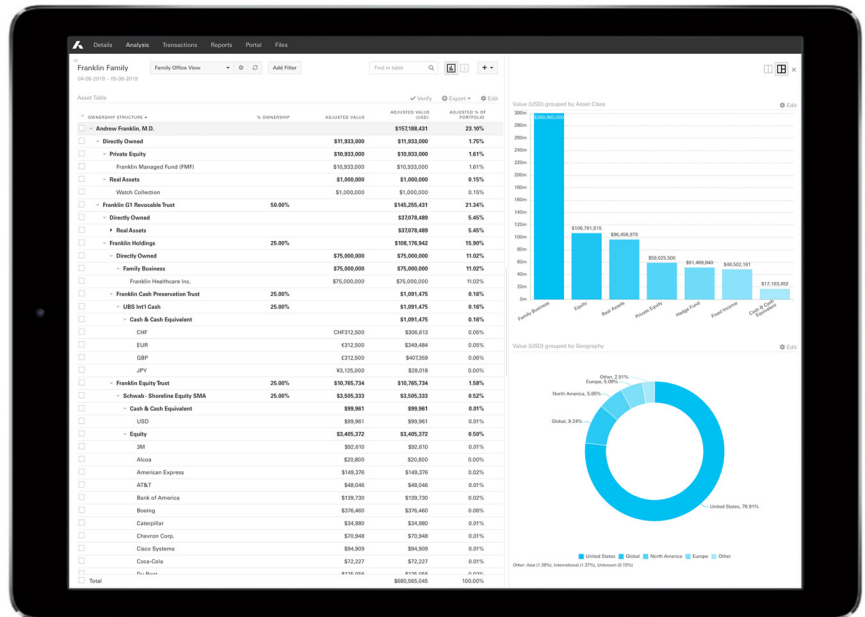 Details Analysis Transactions Reports Portal Files
Franklin Family Family Office View Add Filter Find in table
Asset Table Verify Export Edit
OWNERSHIP STRUCTURE % OWNERSHIP ADJUSTED VALUE ADJUSTED VALUE (USD) ADJUSTED % OF PORTFOLIO
Andrew Franklin, M.D. $157,188,431 23.10%
Directly Owned $11,933,000 $11,933,000 1.75%
Private Equity $10,933,000 $10,933,000 1.61%
Franklin Managed Fund (FMF) $10,933,000 $10,933,000 1.61%
Real Assets $1,000,000 $1,000,000 0.15%
Watch Collection $1,000,000 $1,000,000 0.15%
Franklin G1 Revocable Trust 50.00% $145,255,431 21.34%
Directly Owned $37,078,489 5.45%
Real Assets $37,078,489 5.45%
Franklin Holdings 25.00% $108,176,942 15.90%
Directly Owned $75,000,000 $75,000,000 11.02%
Family Business $75,000,000 $75,000,000 11.02%
Franklin Healthcare Inc. $75,000,000 $75,000,000 11.02%
Franklin Cash Preservation Trust 25.00% $1,091,475 0.16%
UBS Int'l Cash 25.00% $1,091,475 0.16%
Cash & Cash Equivalent $1,091,475 0.16%
CHF CHF312,500 $306,613 0.05%
EUR €312,500 $349,484 0.05%
GBP £312,500 $407,359 0.06%
JPY ¥3,125,000 $28,018 0.00%
Franklin Equity Trust 25.00% $10,765,734 $10,765,734 1.58%
Schwab - Shoreline Equity SMA 25.00% $3,505,333 $3,505,333 0.52%
Cash & Cash Equivalent $99,961 $99,961 0.01%
USD $99,961 $99,961 0.01%
Equity $3,405,372 $3,405,372 0.50%
3M $92,610 $92,610 0.01%
Alcoa $20,800 $20,800 0.00%
American Express $149,376 $149,376 0.02%
AT&T $48,046 $48,046 0.01%
Bank of America $139,730 $139,730 0.02%
Boeing $376,460 $376,460 0.06%
Caterpillar $34,980 $34,980 0.01%
Chevron Corp. $70,948 $70,948 0.01%
Cisco Systems $94,909 $94,909 0.01%
Coca-Cola $72,227 $72,227 0.01%
Total $680,565,045 100.00%
Value (USD) grouped by Asset Class Edit
300m
280m
260m
240m
220m
200m
180m
160m
140m
120m
100m
80m
60m
40m
20m
0m
$106,781,515
$59,025,500
$17,103,452
Family Business Equity Real Assets Private Equity Hedge Fund Fixed Income Cash & Cash Equivalent
Value (USD) grouped by Geography Edit
Other, 2.91%
Europe, 5.09%
North America, 5.85%
Global, 9.24%
United States, 76.91%
United States Global North America Europe Other